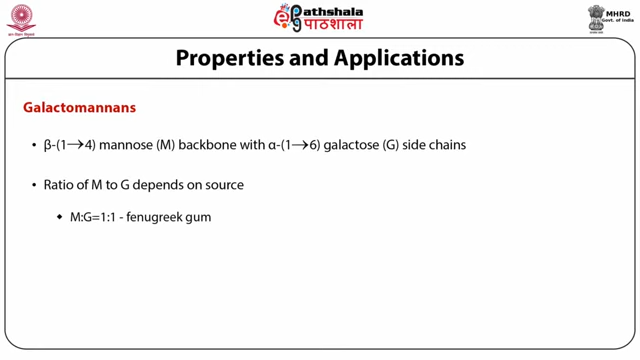 ePathshala
पाठशाला
MHRD
Govt. of India
Properties and Applications
Galactomannans
• β-(1→4) mannose (M) backbone with α-(1→6) galactose (G) side chains
• Ratio of M to G depends on source
◆ M:G=1:1 - fenugreek gum